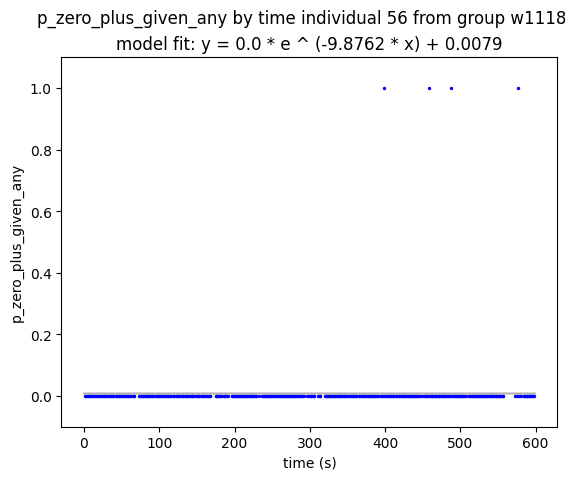 p_zero_plus_given_any by time individual 56 from group w1118
model fit: y = 0.0 * e ^ (-9.8762 * x) + 0.0079
p_zero_plus_given_any
1.0
0.8
0.6
0.4
0.2
0.0
0 100 200 300 400 500 600
time (s)